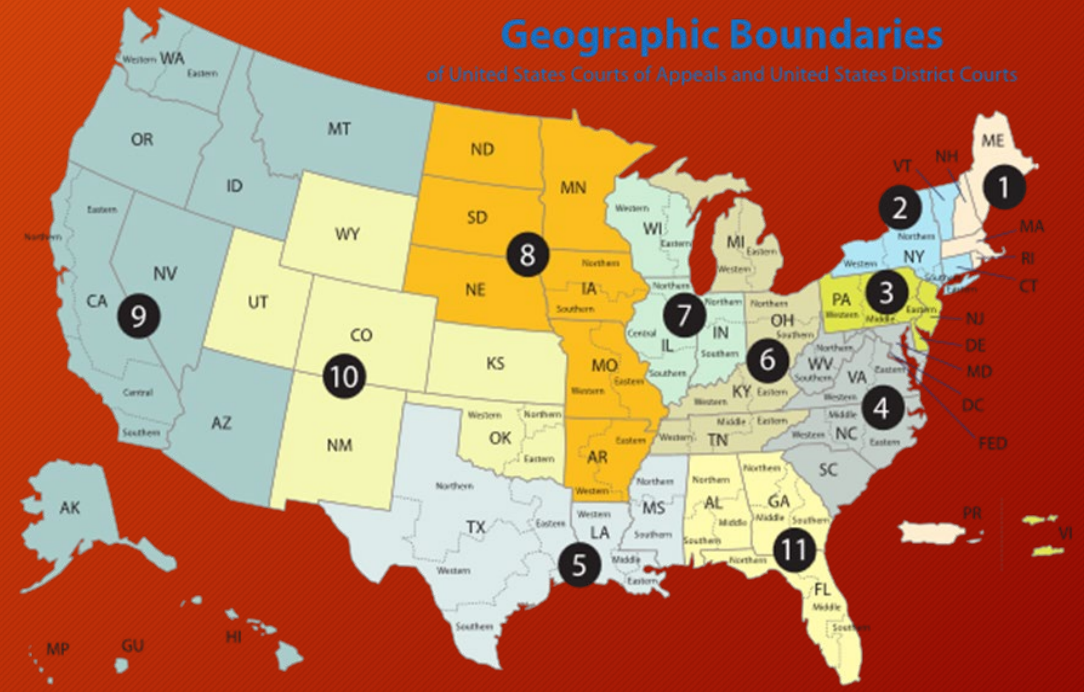 Geographic Boundaries
of United States Courts of Appeals and United States District Courts
Western WA
Eastern
OR
ID
MT
ND
MN
SD
NE
8
WY
Northern
IA
Southern
Western
WI
Eastern
MI
Eastern
Western
ME
NH
VT
1
2
MA
Northern
NY
Western
RI
CT
PA
3
Western
Middle
Eastern
NJ
DE
MD
DC
FED
Eastern
Northern
NV
CA
9
Central
Southern
UT
CO
10
KS
MO
Eastern
Western
Northern
7
Central
IL
Southern
Northern
IN
Southern
Northern
OH
Southern
6
KY
Western
Eastern
Northern
WV
Southern
VA
Eastern
Western
4
AZ
NM
Western
Northern
OK
Eastern
Eastern
AR
Western
Middle
Eastern
Western
TN
Middle
Western
NC
Eastern
SC
Northern
TX
Eastern
Western
Southern
Western
LA
Middle
Eastern
5
Northern
MS
Southern
Northern
AL
Middle
Southern
Northern
GA
Middle
Southern
11
Northern
FL
Middle
Southern
AK
MP
GU
HI
PR
VI